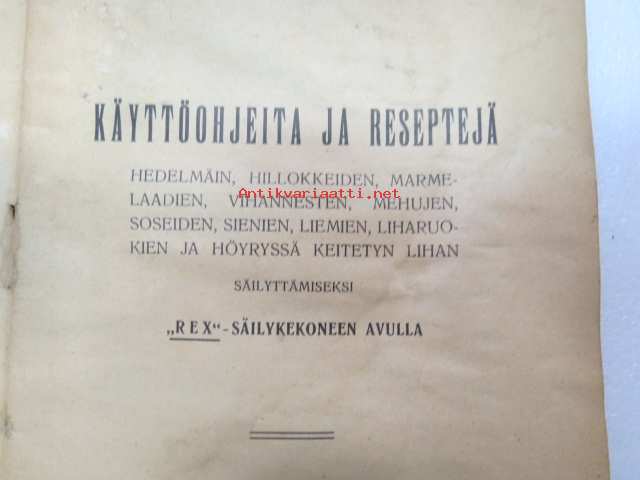 KÄYTTÖOHJEITA JA RESEPTEJÄ
HEDELMÄIN, HILLOKKEIDEN, MARME-
Antikvariaatti.net
LAADIEN, VIHANNESTEN, MEHUJEN,
SOSEIDEN, SIENIEN, LIEMIEN, LIHARUO-
KIEN JA HÖYRYSSÄ KEITETYN LIHAN
SÄILYTTÄMISEKSI
„REX“-SÄILYKEKONEEN AVULLA